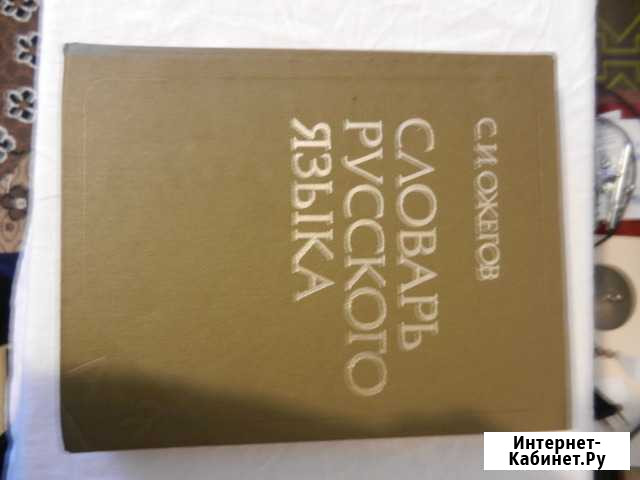 С. И. ОЖЕГОВ
СЛОВАРЬ
РУССКОГО
ЯЗЫКА
Интернет-
Кабинет.Ру